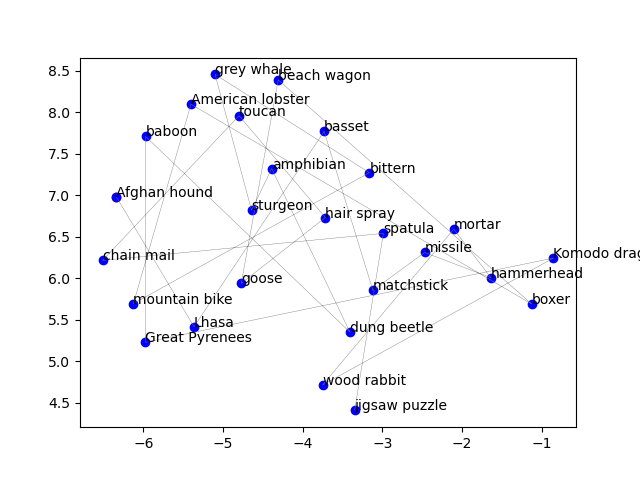 8.5
8.0
7.5
7.0
6.5
6.0
5.5
5.0
4.5
grey whale
beach wagon
American lobster
toucan
baboon
basset
amphibian
bittern
Afghan hound
sturgeon
hair spray
spatula
mortar
chain mail
missile
Komodo drag
goose
matchstick
hammerhead
mountain bike
boxer
Lhasa
Great Pyrenees
dung beetle
wood rabbit
jigsaw puzzle
−6 −5 −4 −3 −2 −1